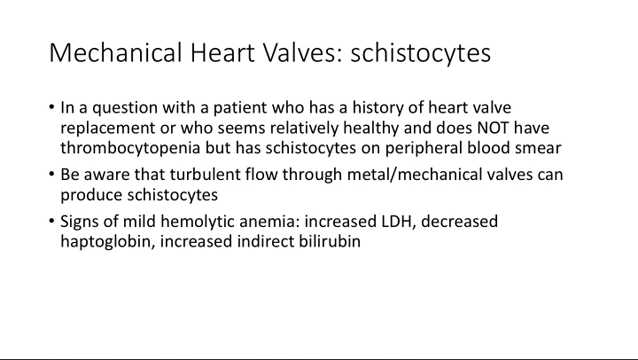 Mechanical Heart Valves: schistocytes
• In a question with a patient who has a history of heart valve
replacement or who seems relatively healthy and does NOT have
thrombocytopenia but has schistocytes on peripheral blood smear
• Be aware that turbulent flow through metal/mechanical valves can
produce schistocytes
• Signs of mild hemolytic anemia: increased LDH, decreased
haptoglobin, increased indirect bilirubin